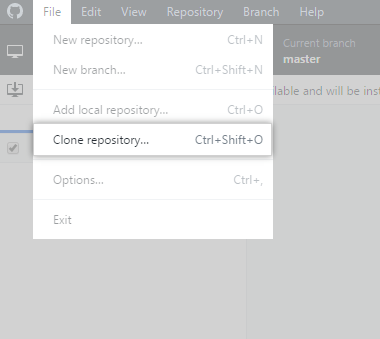 File Edit View Repository Branch Help
New repository... Ctrl+N
Current branch
master
New branch... Ctrl+Shift+N
lable and will be inst
Add local repository... Ctrl+O
Clone repository... Ctrl+Shift+O
Options... Ctrl+,
Exit